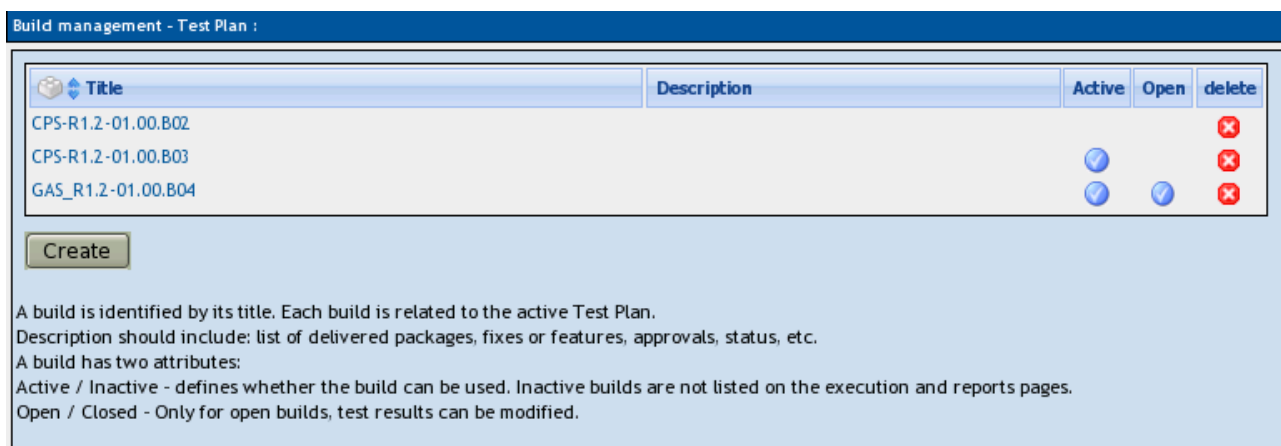 Build management - Test Plan :
Title Description Active Open delete
CPS-R1.2-01.00.B02
CPS-R1.2-01.00.B03
GAS_R1.2-01.00.B04
Create
A build is identified by its title. Each build is related to the active Test Plan.
Description should include: list of delivered packages, fixes or features, approvals, status, etc.
A build has two attributes:
Active / Inactive - defines whether the build can be used. Inactive builds are not listed on the execution and reports pages.
Open / Closed - Only for open builds, test results can be modified.